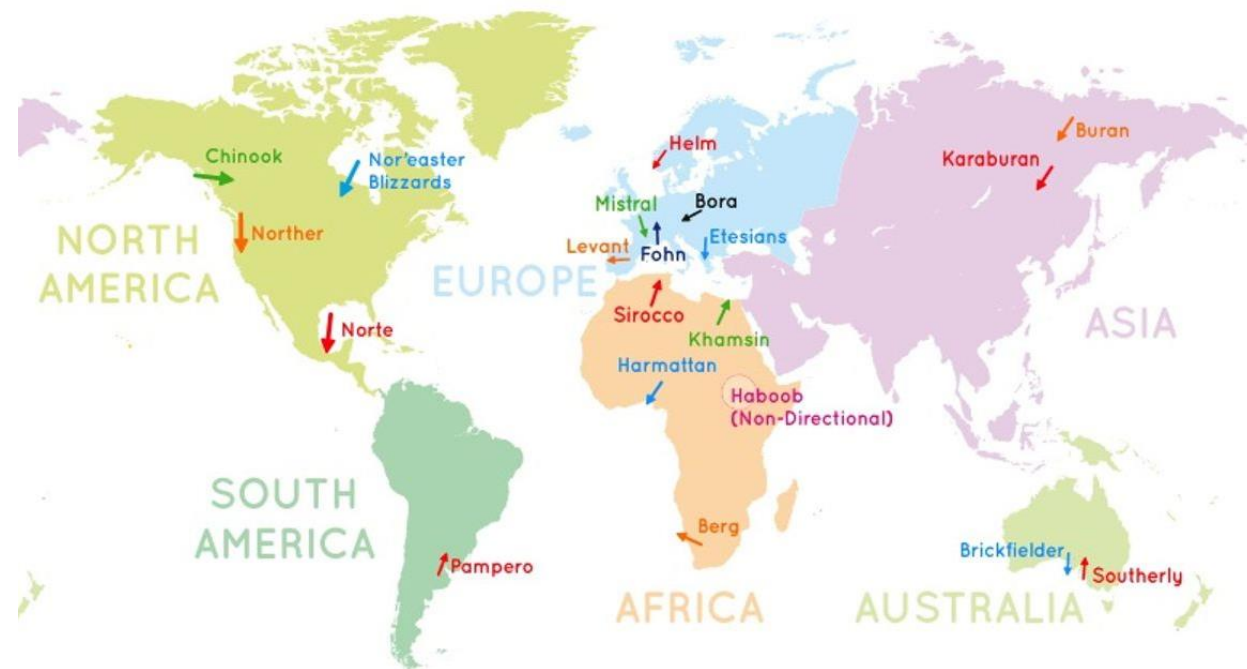 Chinook
Nor'easter
Blizzards
Norther
NORTH
AMERICA
Norte
SOUTH
AMERICA
Pampero
Helm
Mistral
Bora
Levant
Fohn
Etesians
EUROPE
Sirocco
Khamsin
Harmattan
Haboob
(Non-Directional)
Berg
AFRICA
Buran
Karaburan
ASIA
Brickfielder
Southerly
AUSTRALIA